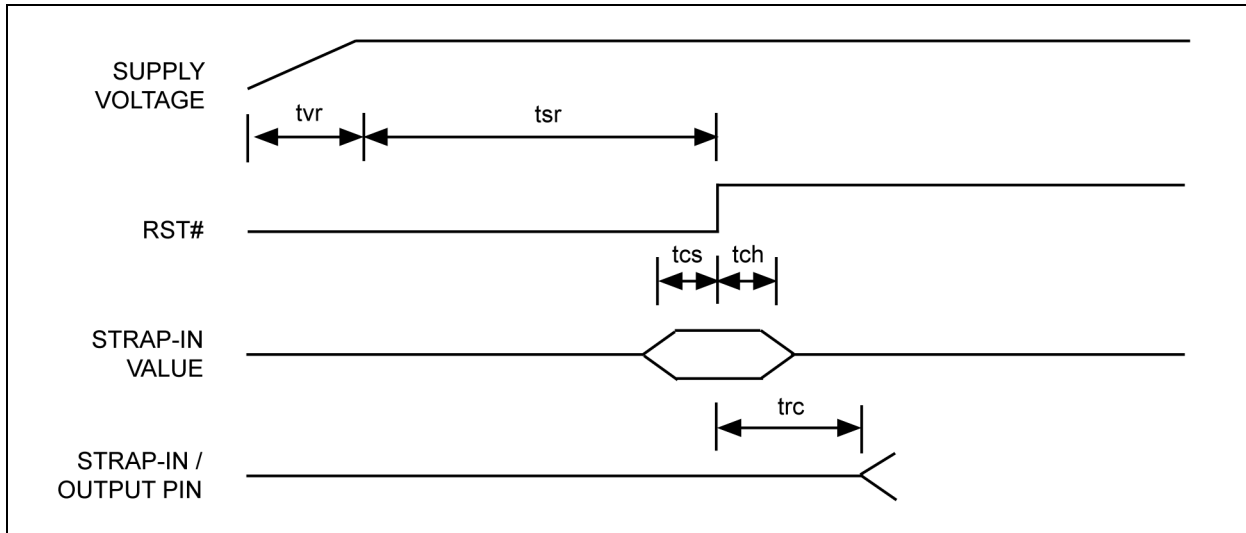 SUPPLY
VOLTAGE
tvr
tsr
RST#
tcs
tch
STRAP-IN
VALUE
trc
STRAP-IN /
OUTPUT PIN